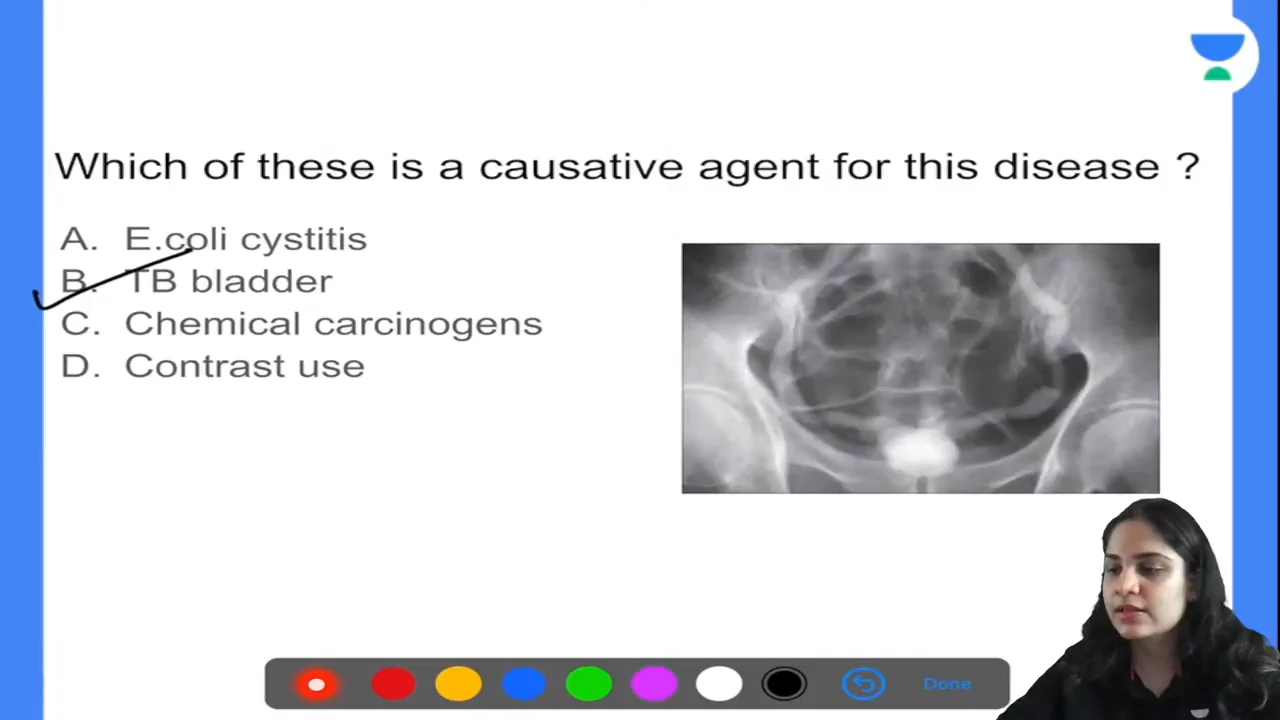 Which of these is a causative agent for this disease ?
A. E.coli cystitis
B. TB bladder
C. Chemical carcinogens
D. Contrast use
Done